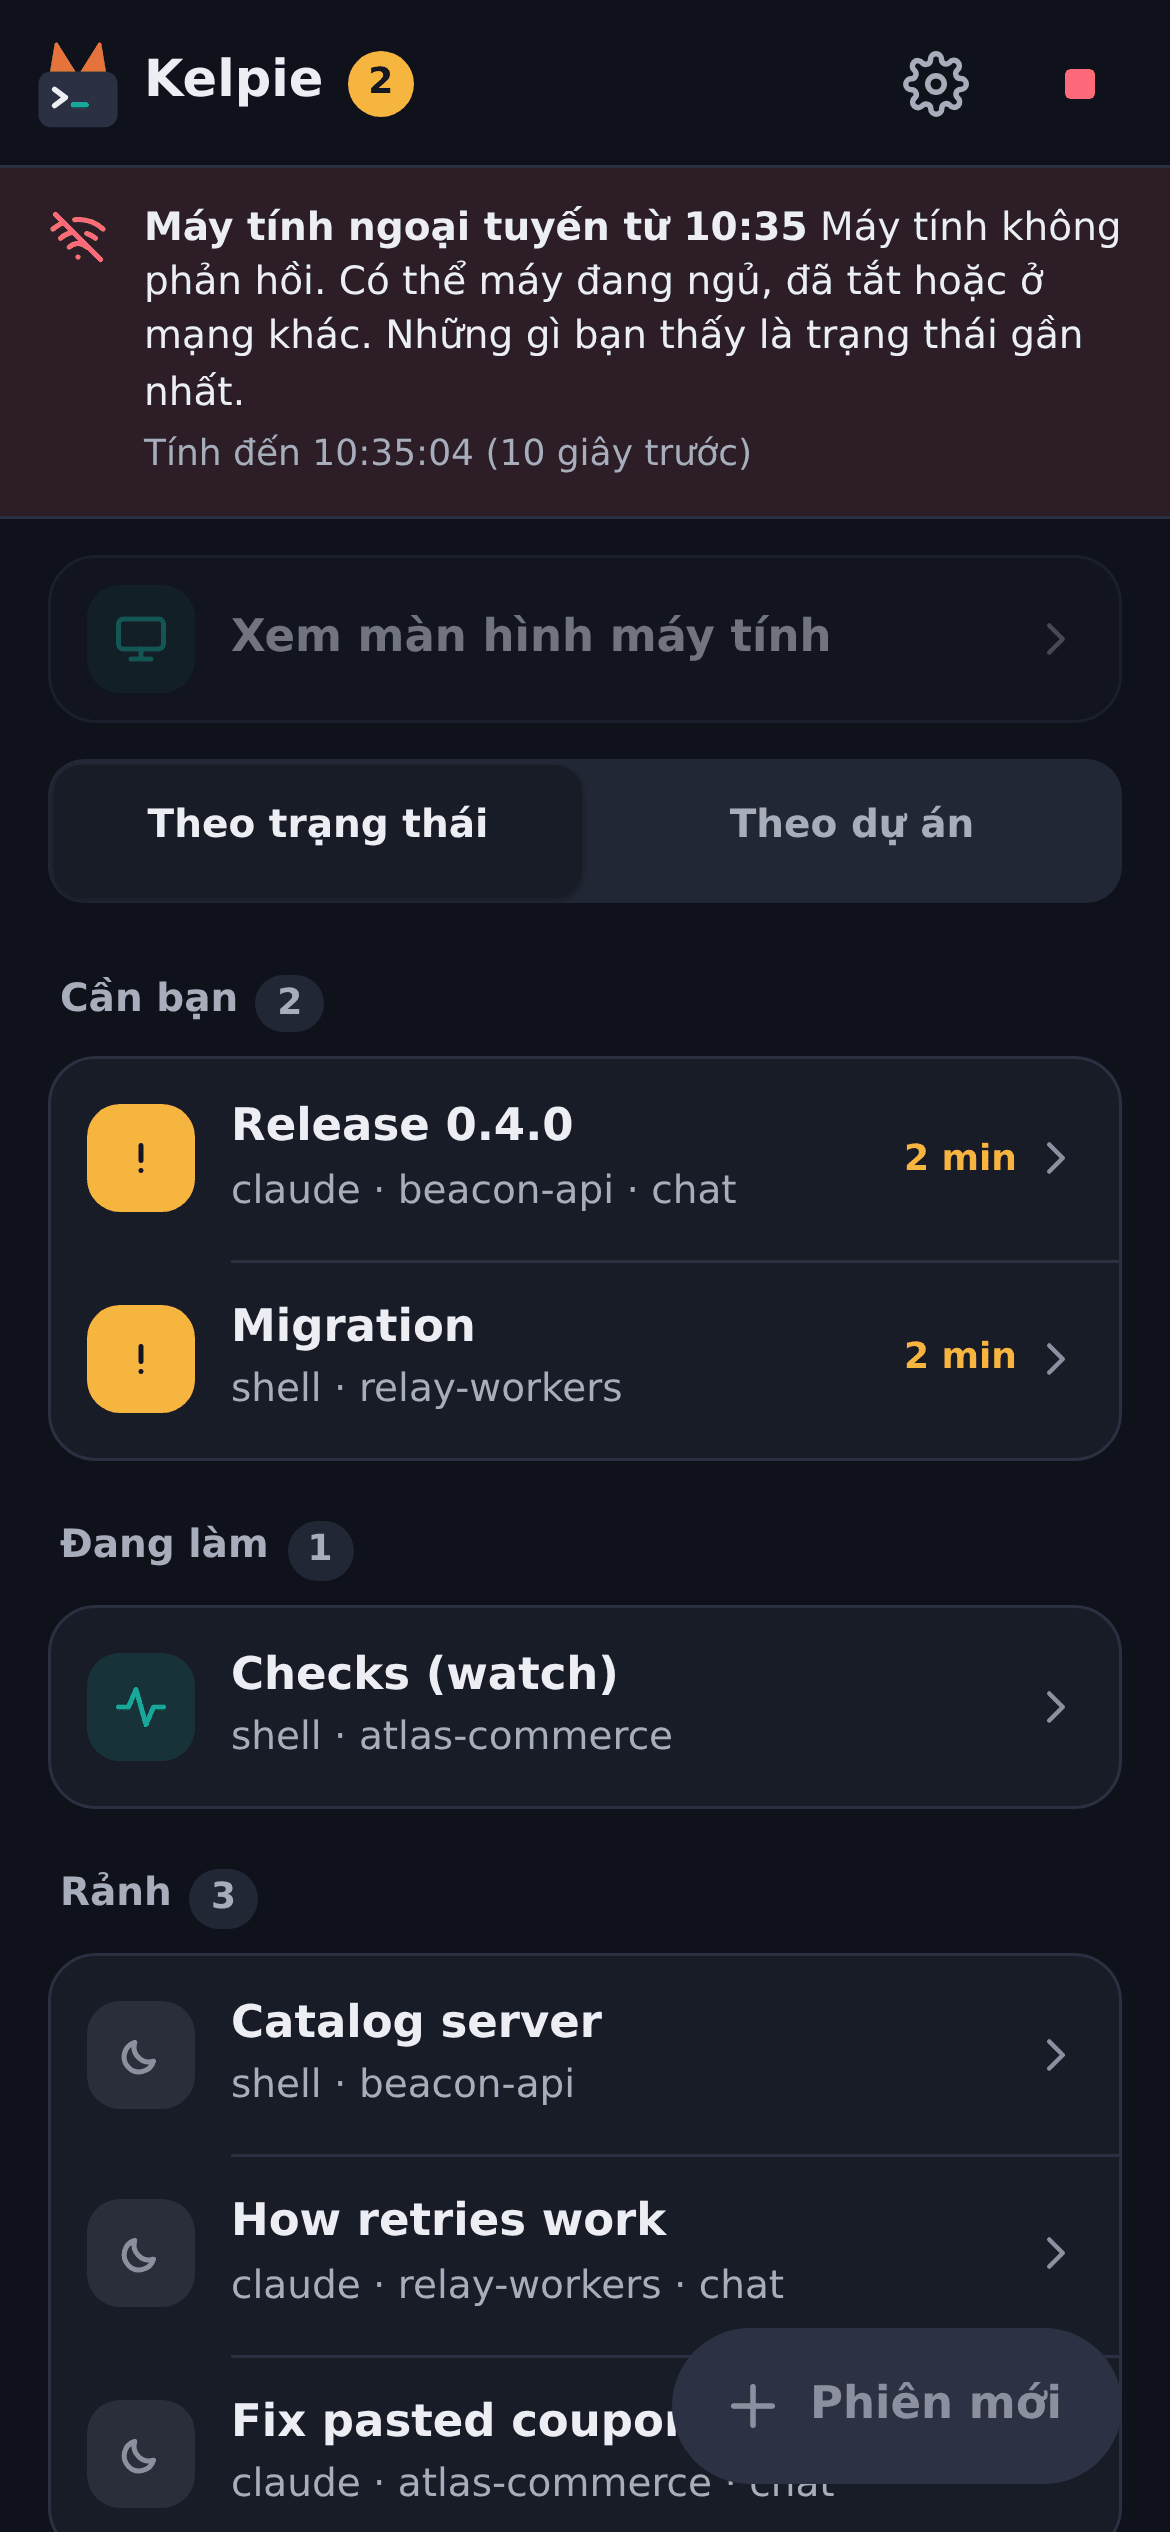 Kelpie 2
Máy tính ngoại tuyến từ 10:35 Máy tính không
phản hồi. Có thể máy đang ngủ, đã tắt hoặc ở
mạng khác. Những gì bạn thấy là trạng thái gần
nhất.
Tính đến 10:35:04 (10 giây trước)
Xem màn hình máy tính
Theo trạng thái
Theo dự án
Cần bạn 2
Release 0.4.0
claude · beacon-api · chat
2 min
Migration
shell · relay-workers
2 min
Đang làm 1
Checks (watch)
shell · atlas-commerce
Rảnh 3
Catalog server
shell · beacon-api
How retries work
claude · relay-workers · chat
Fix pasted
claude · atlas-commerce · chat
Phiên mới